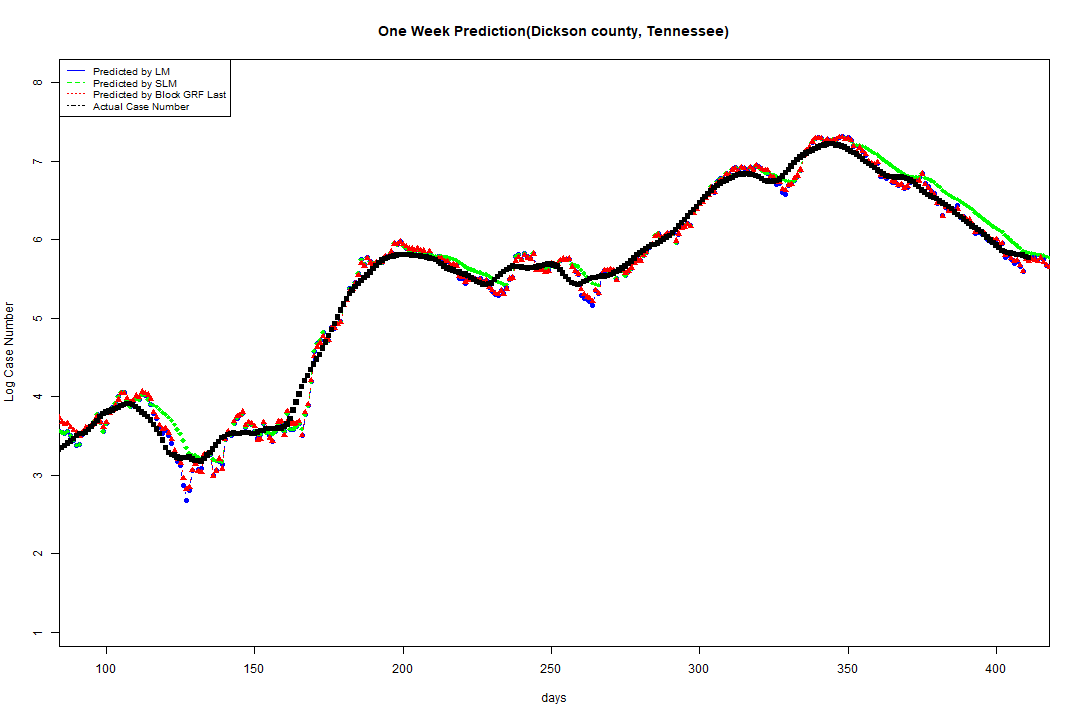 One Week Prediction(Dickson county, Tennessee)
Predicted by LM
Predicted by SLM
Predicted by Block GRF Last
Actual Case Number
8
7
6
5
4
3
2
1
Log Case Number
100 150 200 250 300 350 400
days